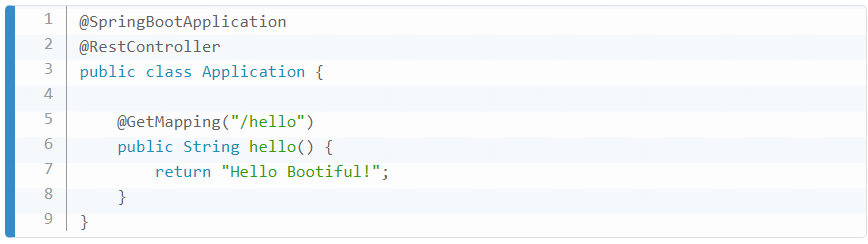 1 @SpringBootApplication
2 @RestController
3 public class Application {
4
5     @GetMapping("/hello")
6     public String hello() {
7         return "Hello Bootiful!";
8     }
9 }